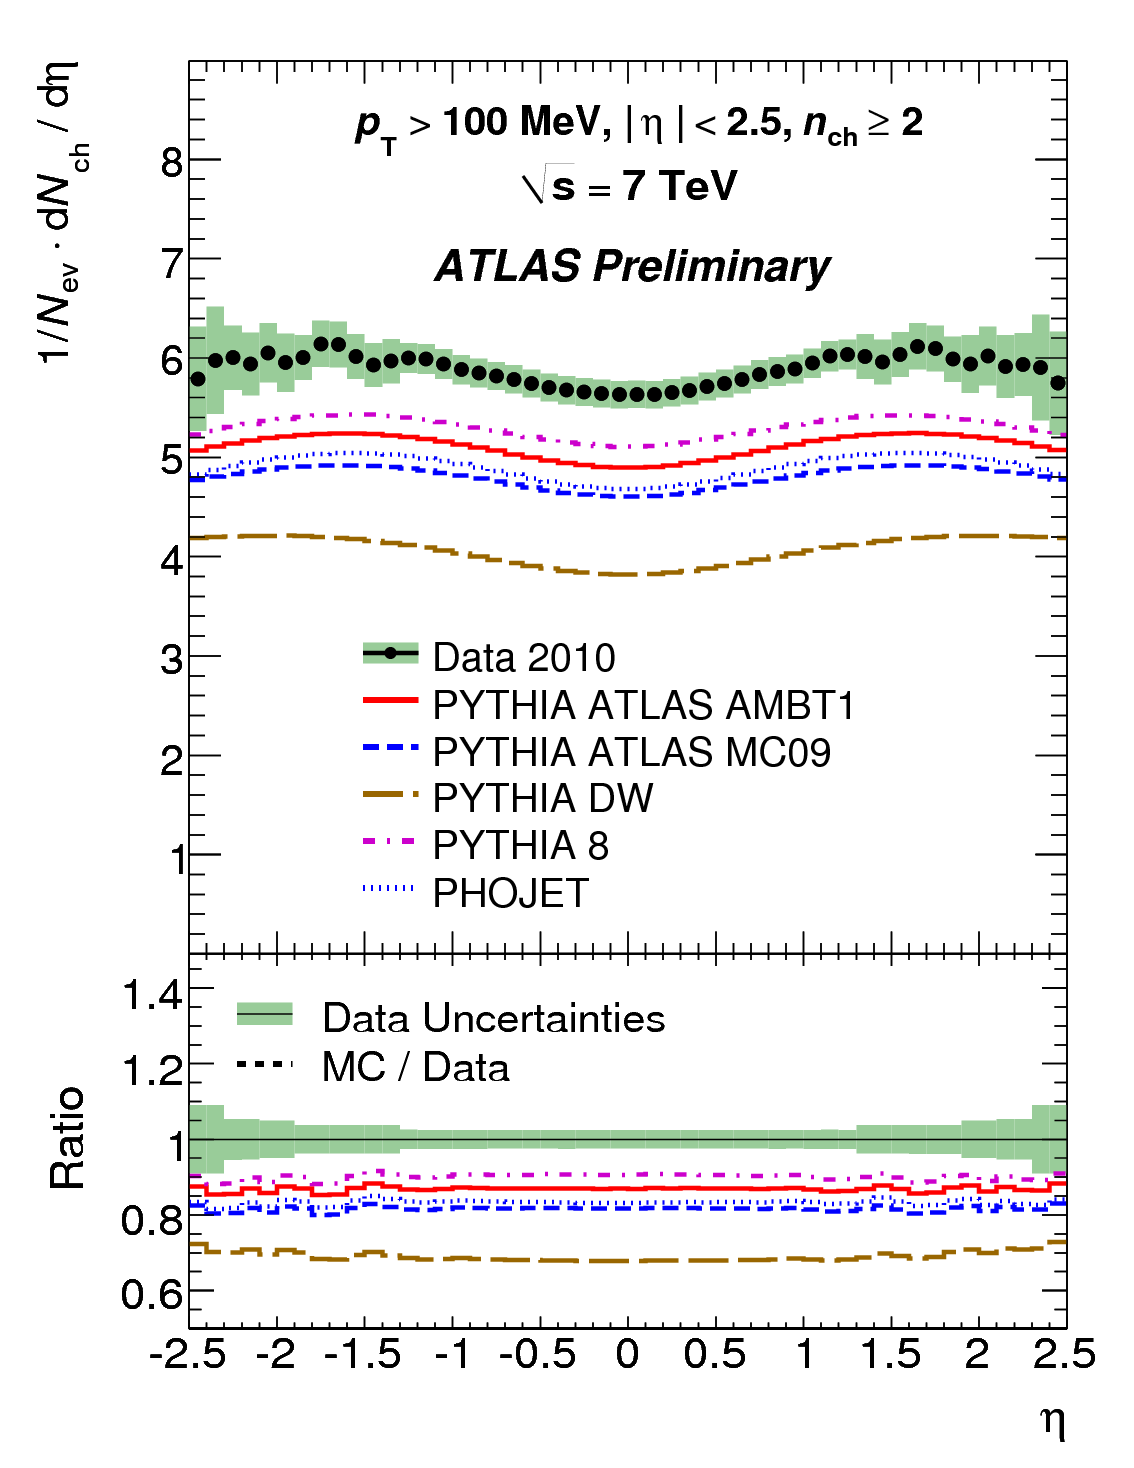 1/N_ev · dN_ch / dη
p_T > 100 MeV, | η | < 2.5, n_ch ≥ 2
√s = 7 TeV
ATLAS Preliminary
8
7
6
5
4
3
2
1
Data 2010
PYTHIA ATLAS AMBT1
PYTHIA ATLAS MC09
PYTHIA DW
PYTHIA 8
PHOJET
Ratio
1.4
1.2
1
0.8
0.6
Data Uncertainties
MC / Data
-2.5 -2 -1.5 -1 -0.5 0 0.5 1 1.5 2 2.5
η